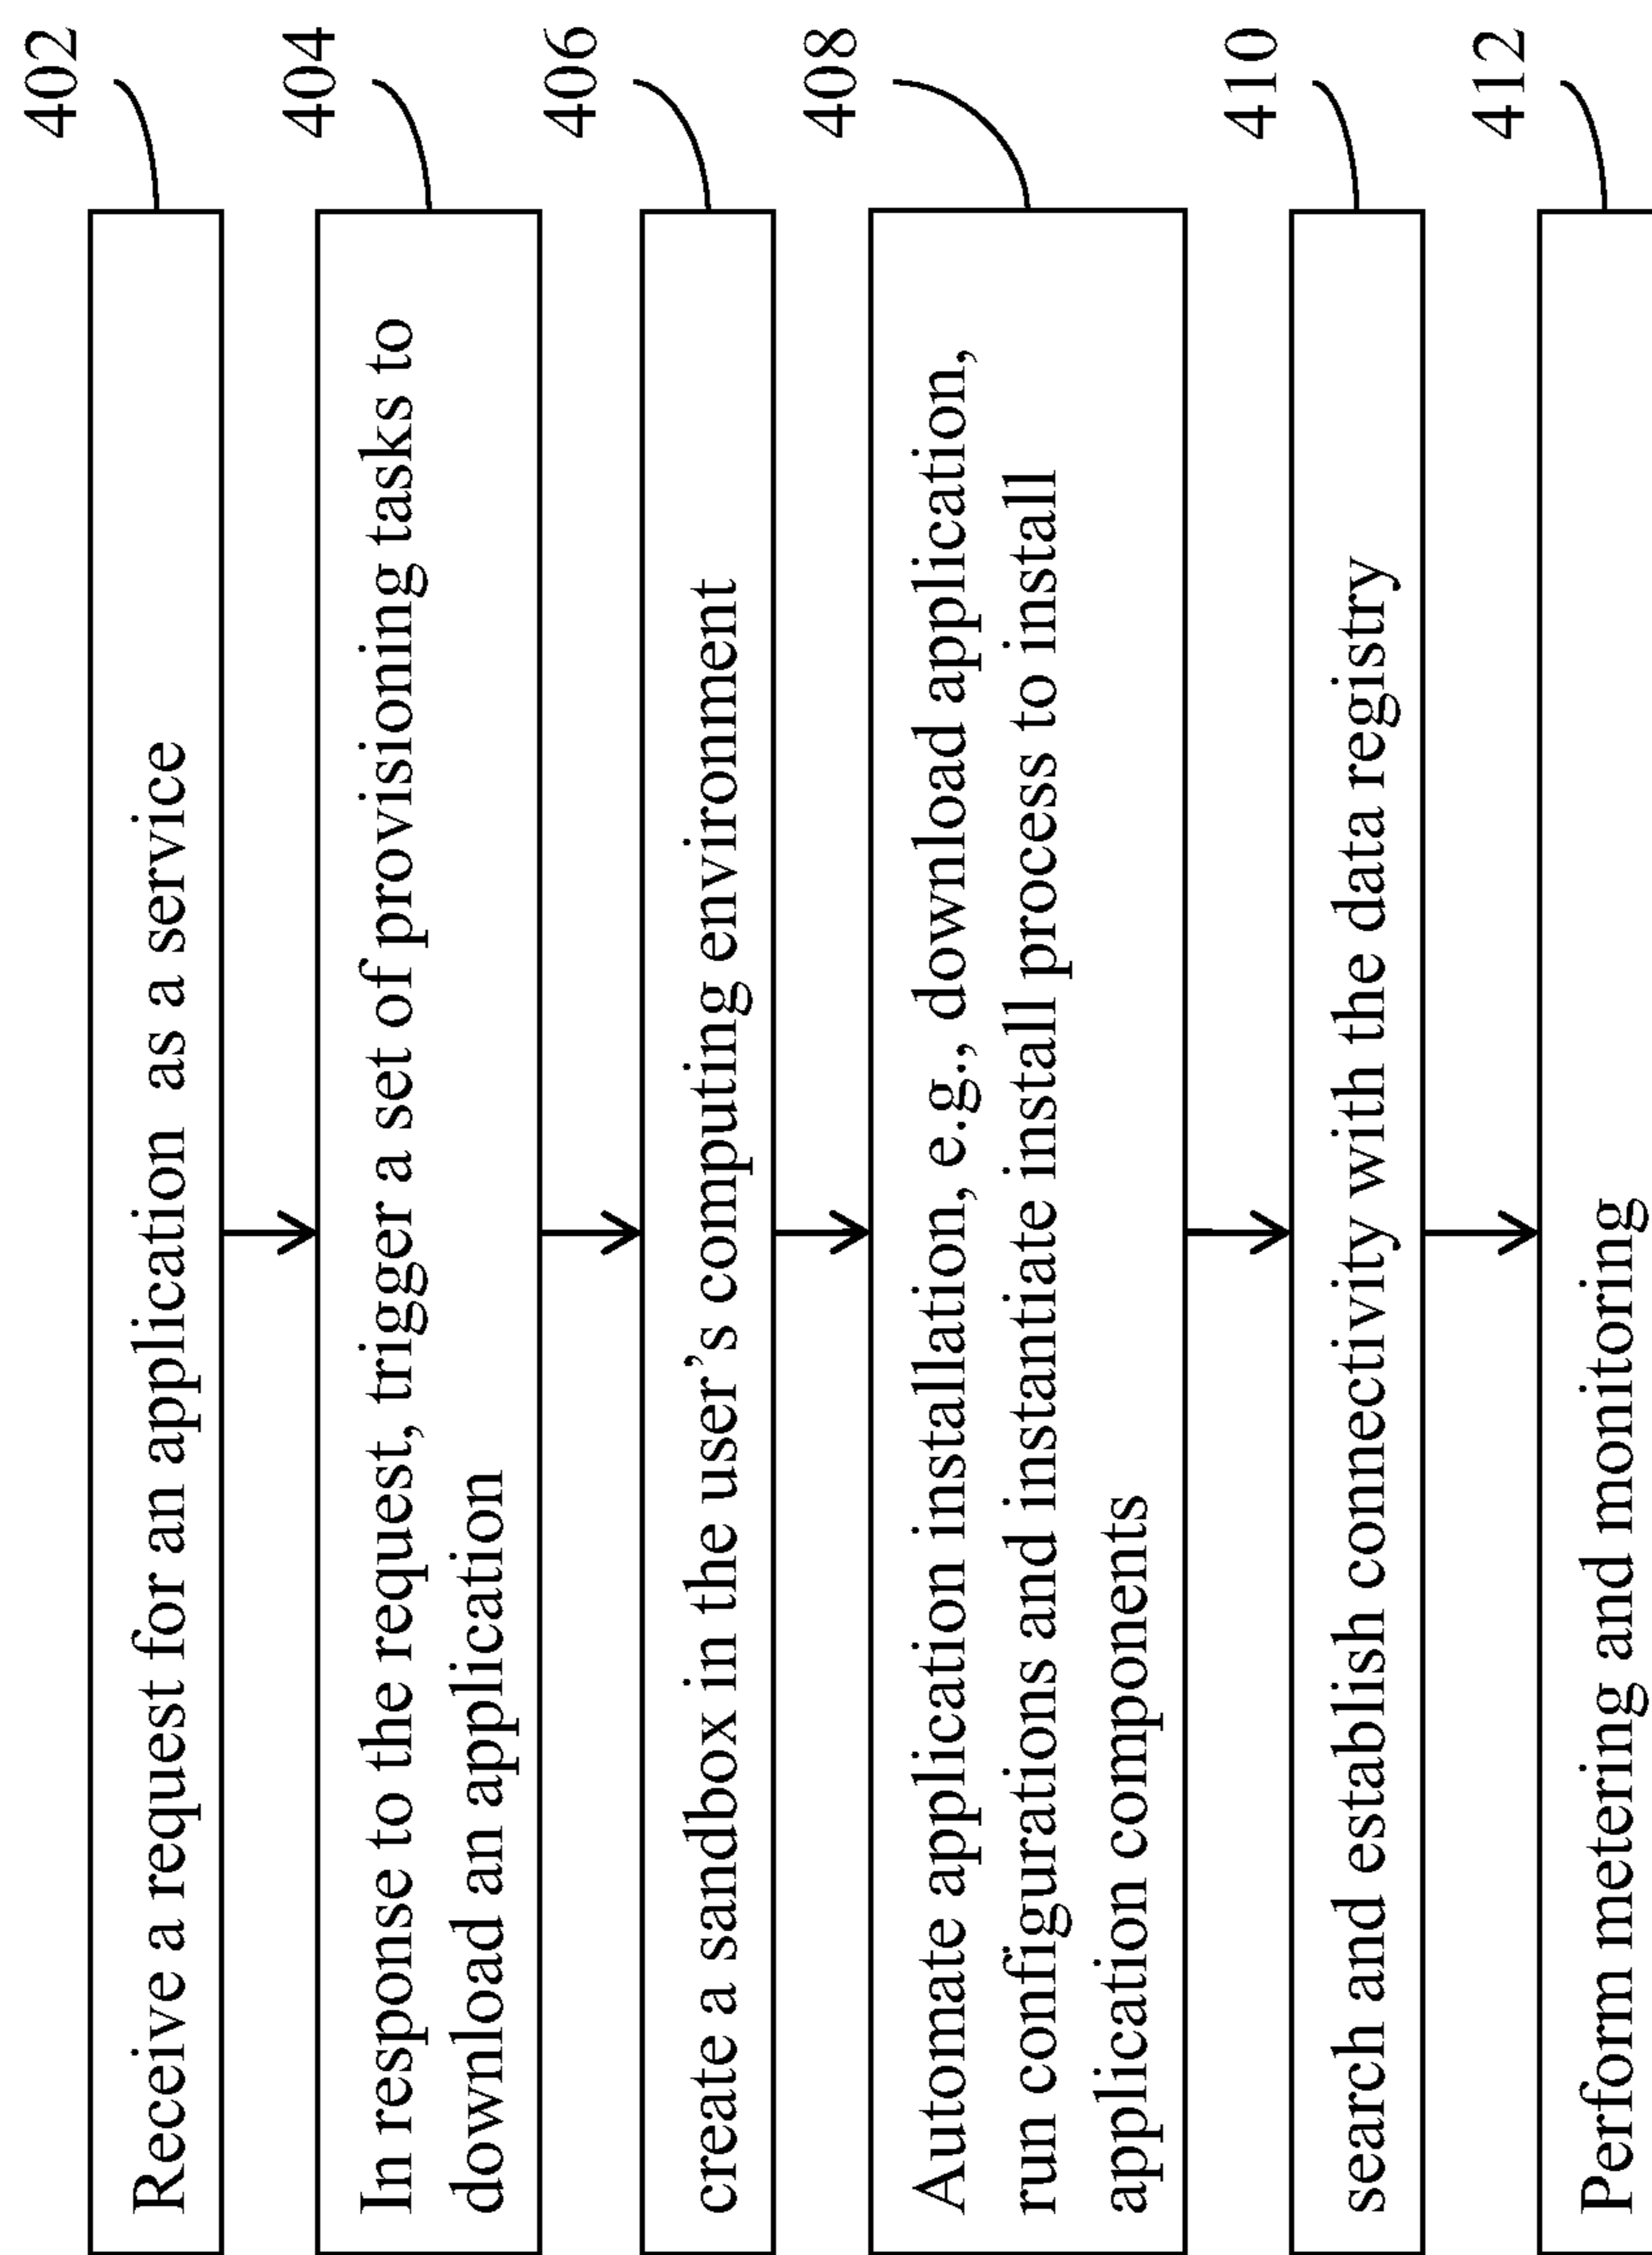 Receive a request for an application as a service
402
In response to the request, trigger a set of provisioning tasks to
download an application
404
create a sandbox in the user’s computing environment
406
Automate application installation, e.g., download application,
run configurations and instantiate install process to install
application components
408
search and establish connectivity with the data registry
410
Perform metering and monitoring
412